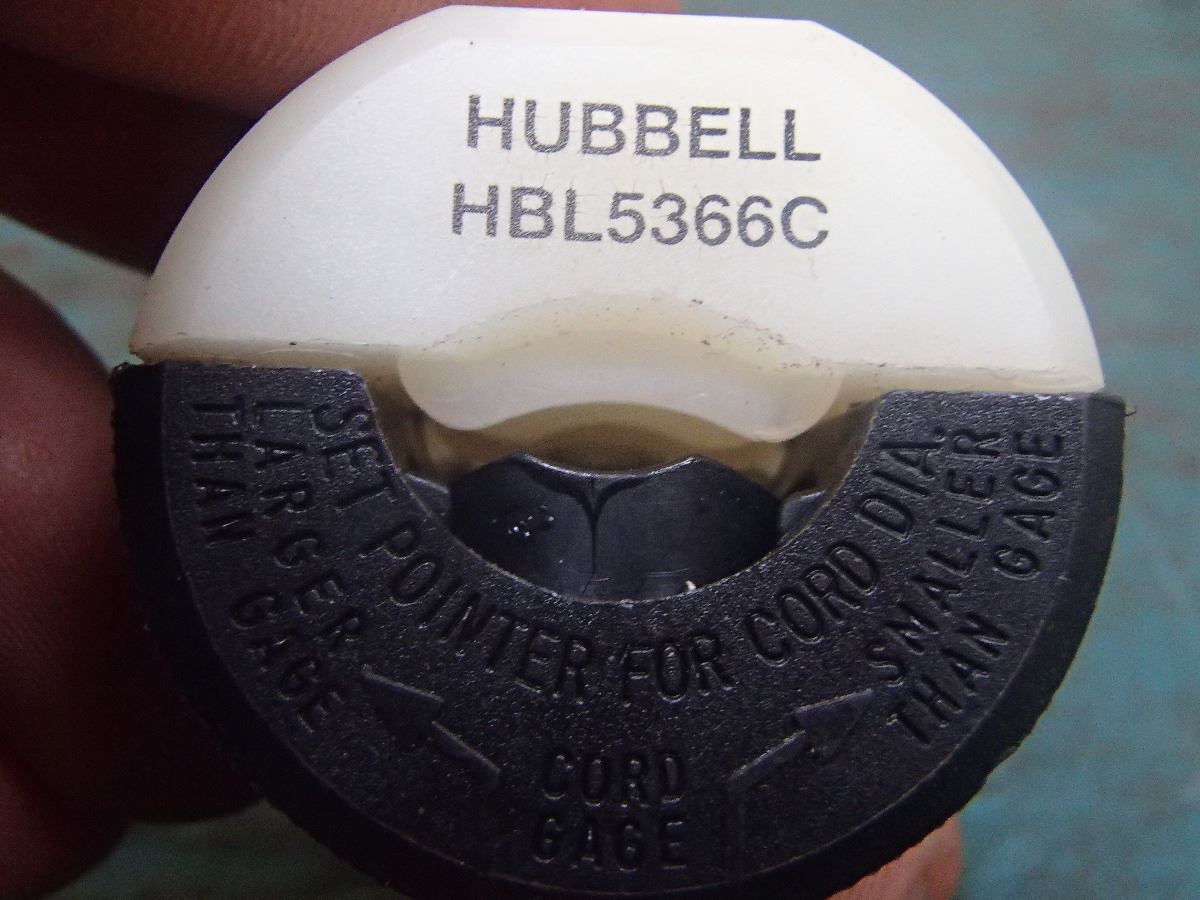 HUBBELL
HBL5366C
SET POINTER FOR CORD DIA.
LARGER
THAN GAGE
SMALLER
THAN GAGE
CORD
GAGE